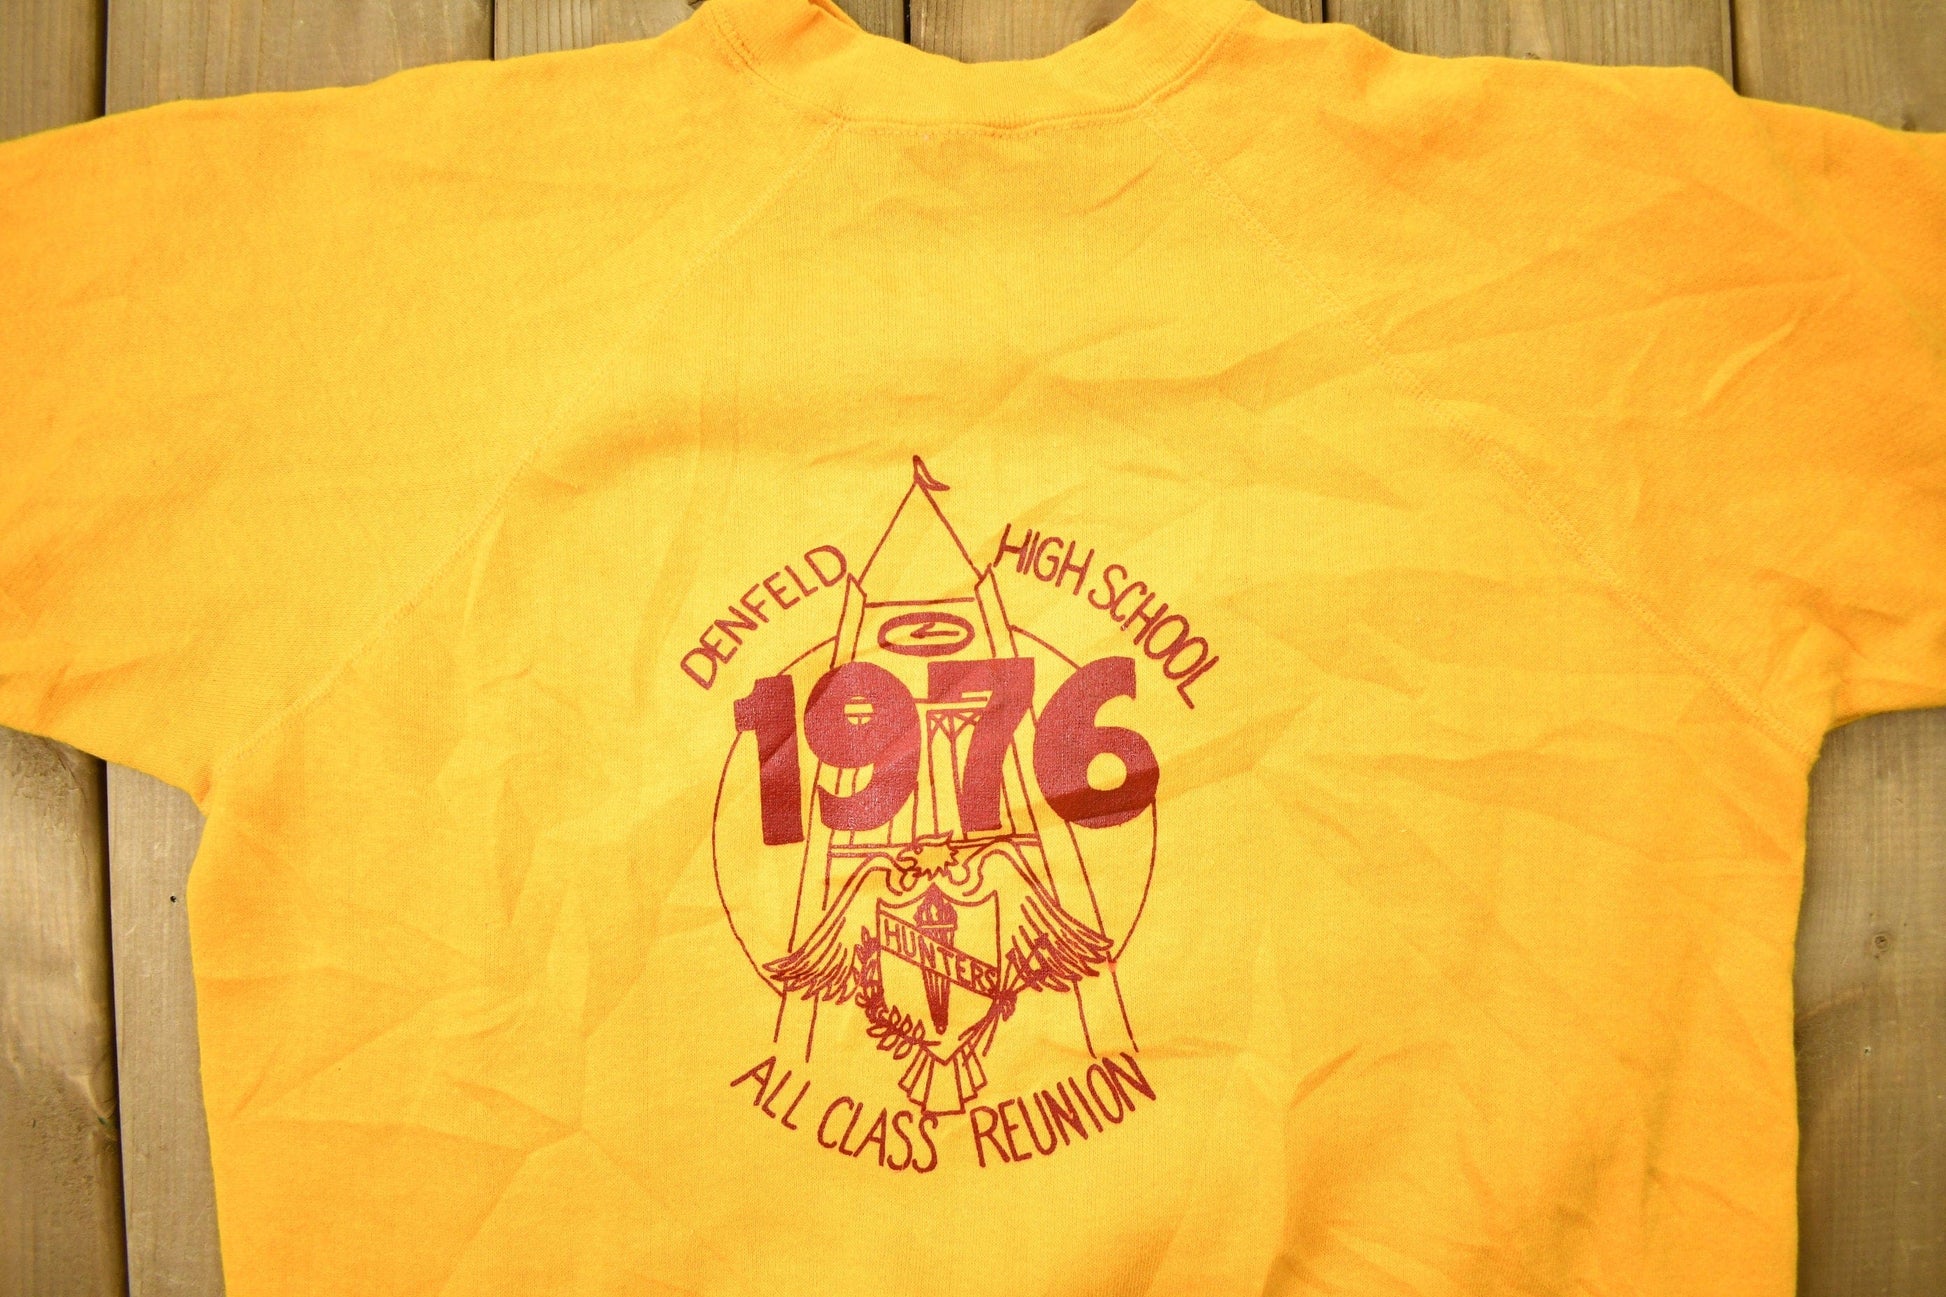 DENFELD HIGH SCHOOL
1976
HUNTERS
ALL CLASS REUNION